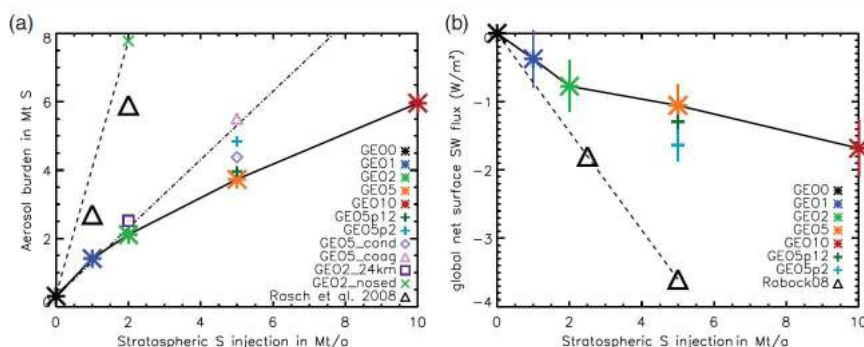 (a)
8
6
4
2
0
Aerosol burden in Mt S
GEO0
GEO1
GEO2
GEO5
GEO10
GEO5p12
GEO5p2
GEO5_cond
GEO5_coag
GEO2_24km
GEO2_nosed
Rasch et al. 2008
0 2 4 6 8 10
Stratospheric S injection in Mt/a
(b)
0
-1
-2
-3
-4
global net surface SW flux (W/m²)
GEO0
GEO1
GEO2
GEO5
GEO10
GEO5p12
GEO5p2
Robock08
0 2 4 6 8 10
Stratospheric S injection in Mt/a